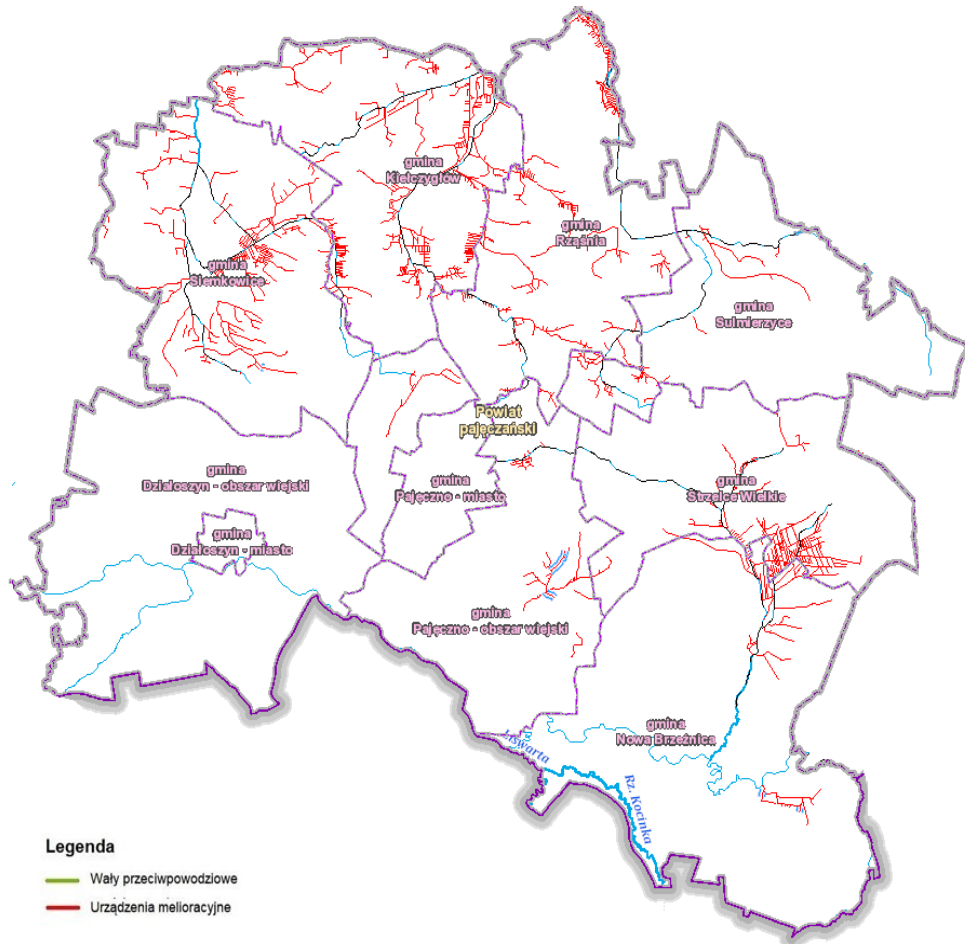 gmina
Kiełczygłów
gmina
Rząśnia
gmina
Siemkowice
gmina
Sulmierzyce
Powiat
pajęczański
gmina
Działoszyn - obszar wiejski
gmina
Pajęczno - miasto
gmina
Strzelce Wielkie
gmina
Działoszyn - miasto
gmina
Pajęczno - obszar wiejski
gmina
Nowa Brzeźnica
Liswarta
Rz. Kocinka
Legenda
Wały przeciwpowodziowe
Urządzenia melioracyjne